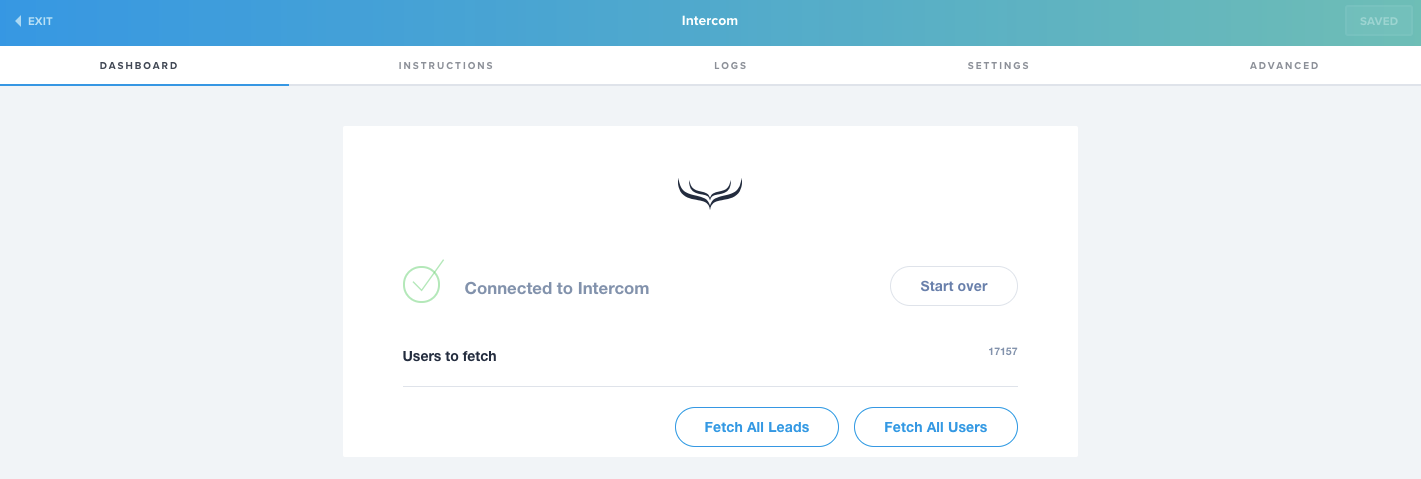 EXIT
Intercom
SAVED
DASHBOARD
INSTRUCTIONS
LOGS
SETTINGS
ADVANCED
Connected to Intercom
Start over
Users to fetch
17157
Fetch All Leads
Fetch All Users